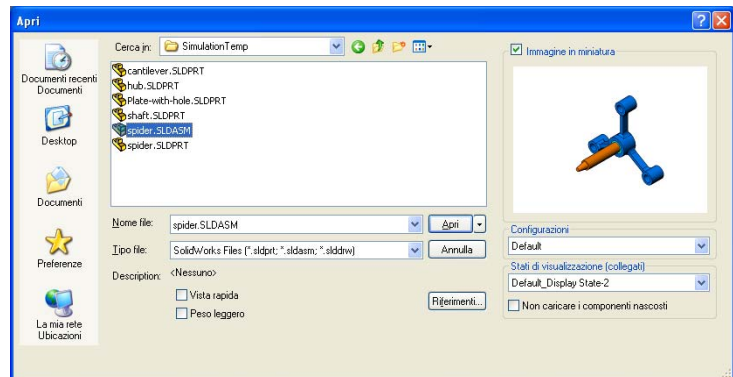 Apri
Cerca in:
SimulationTemp
Documenti recenti
Documenti
Desktop
Documenti
Preferenze
La mia rete
Ubicazioni
cantilever.SLDPRT
hub.SLDPRT
Plate-with-hole.SLDPRT
shaft.SLDPRT
spider.SLDASM
spider.SLDPRT
Nome file:
spider.SLDASM
Apri
Tipo file:
SolidWorks Files (*.sldprt; *.sldasm; *.slddrw)
Annulla
Description:
<Nessuno>
Vista rapida
Peso leggero
Riferimenti...
Immagine in miniatura
Configurazioni
Default
Stati di visualizzazione (collegati)
Default_Display State-2
Non caricare i componenti nascosti